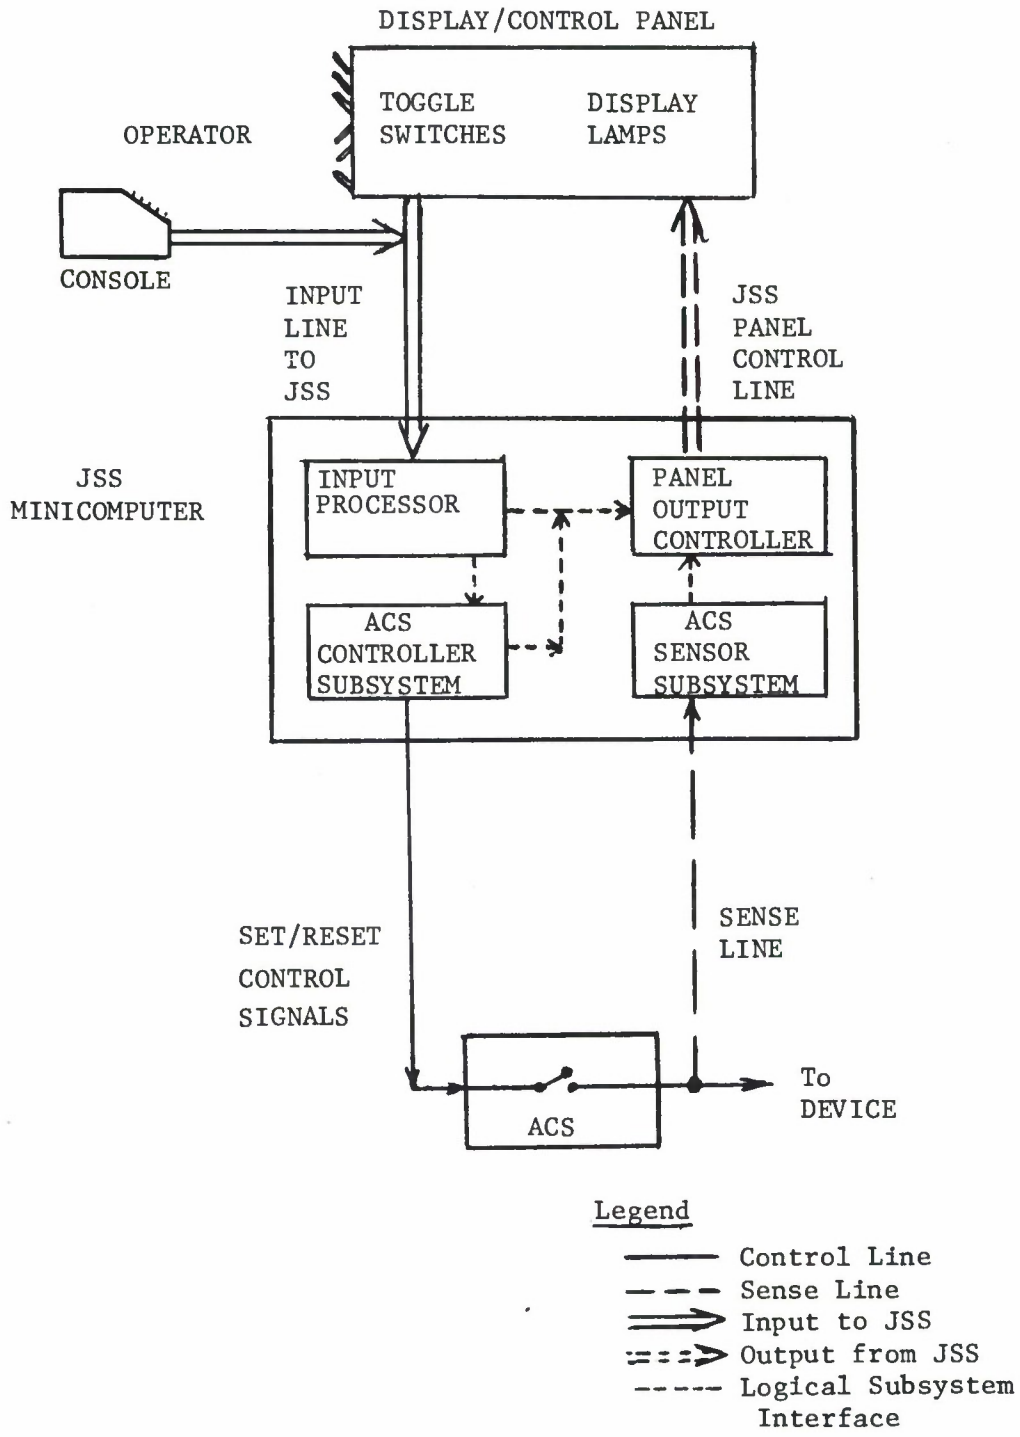 DISPLAY/CONTROL PANEL
TOGGLE
SWITCHES
DISPLAY
LAMPS
OPERATOR
CONSOLE
INPUT
LINE
TO
JSS
JSS
PANEL
CONTROL
LINE
JSS
MINICOMPUTER
INPUT
PROCESSOR
PANEL
OUTPUT
CONTROLLER
ACS
CONTROLLER
SUBSYSTEM
ACS
SENSOR
SUBSYSTEM
SET/RESET
CONTROL
SIGNALS
SENSE
LINE
ACS
To
DEVICE
Legend
Control Line
Sense Line
Input to JSS
Output from JSS
Logical Subsystem
Interface